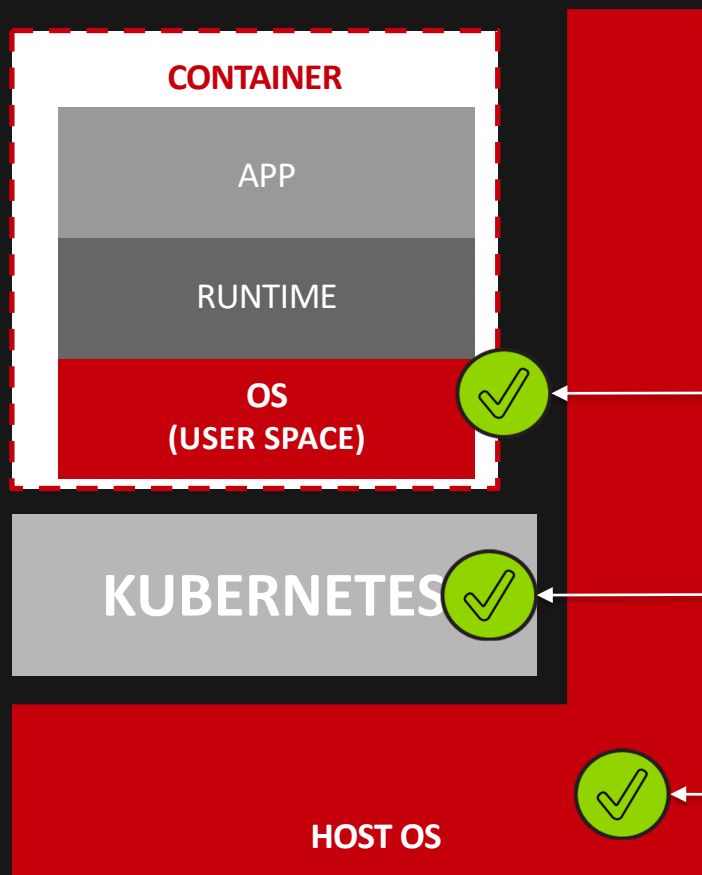 CONTAINER
APP
RUNTIME
OS
(USER SPACE)
KUBERNETES
HOST OS